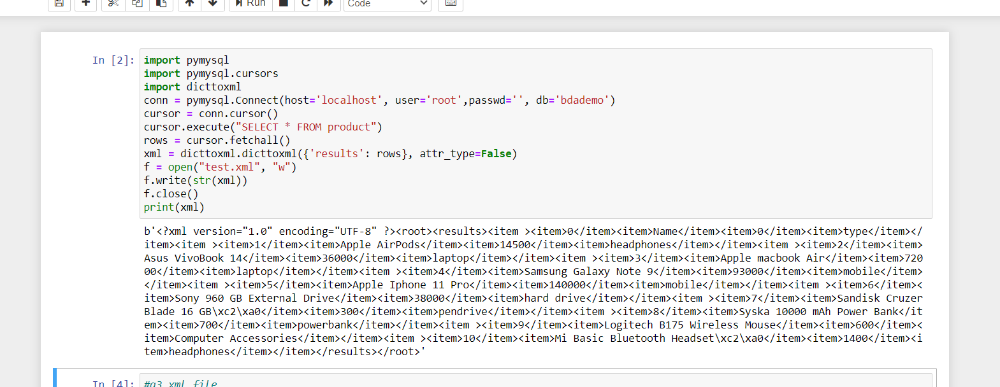 Run
Code
In [2]:
import pymysql
import pymysql.cursors
import dicttoxml
conn = pymysql.Connect(host='localhost', user='root',passwd='', db='bdademo')
cursor = conn.cursor()
cursor.execute("SELECT * FROM product")
rows = cursor.fetchall()
xml = dicttoxml.dicttoxml({'results': rows}, attr_type=False)
f = open("test.xml", "w")
f.write(str(xml))
f.close()
print(xml)
b'<?xml version="1.0" encoding="UTF-8" ?><root><results><item ><item>0</item><item>Name</item><item>0</item><item>type</item></
item><item ><item>1</item><item>Apple AirPods</item><item>14500</item><item>headphones</item></item><item ><item>2</item><item>
Asus VivoBook 14</item><item>36000</item><item>laptop</item></item><item ><item>3</item><item>Apple macbook Air</item><item>720
00</item><item>laptop</item></item><item ><item>4</item><item>Samsung Galaxy Note 9</item><item>93000</item><item>mobile</item>
</item><item ><item>5</item><item>Apple Iphone 11 Pro</item><item>140000</item><item>mobile</item></item><item ><item>6</item><
item>Sony 960 GB External Drive</item><item>38000</item><item>hard drive</item></item><item ><item>7</item><item>Sandisk Cruzer
Blade 16 GB\xc2\xa0</item><item>300</item><item>pendrive</item></item><item ><item>8</item><item>Syska 10000 mAh Power Bank</it
em><item>700</item><item>powerbank</item></item><item ><item>9</item><item>Logitech B175 Wireless Mouse</item><item>600</item><
item>Computer Accessories</item></item><item ><item>10</item><item>Mi Basic Bluetooth Headset\xc2\xa0</item><item>1400</item><i
tem>headphones</item></item></results></root>'
In [4]:
#q3 xml file